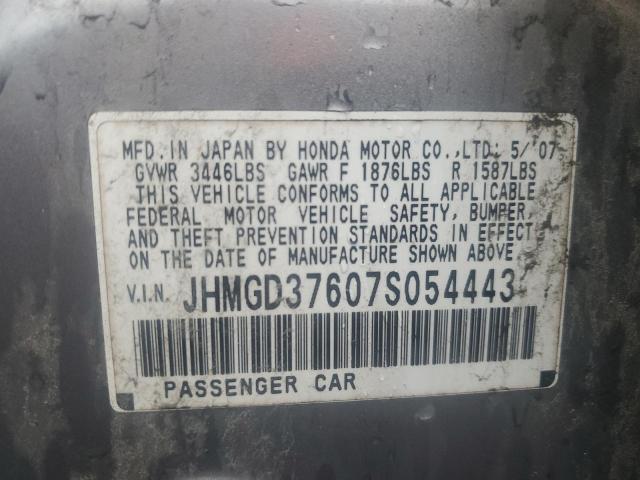 MFD. IN JAPAN BY HONDA MOTOR CO.,LTD: 5/'07
GVWR 3446LBS GAWR F 1876LBS R 1587LBS
THIS VEHICLE CONFORMS TO ALL APPLICABLE
FEDERAL MOTOR VEHICLE SAFETY, BUMPER,
AND THEFT PREVENTION STANDARDS IN EFFECT
ON THE DATE OF MANUFACTURE SHOWN ABOVE.
V.I.N. JHMGD37607S054443
PASSENGER CAR